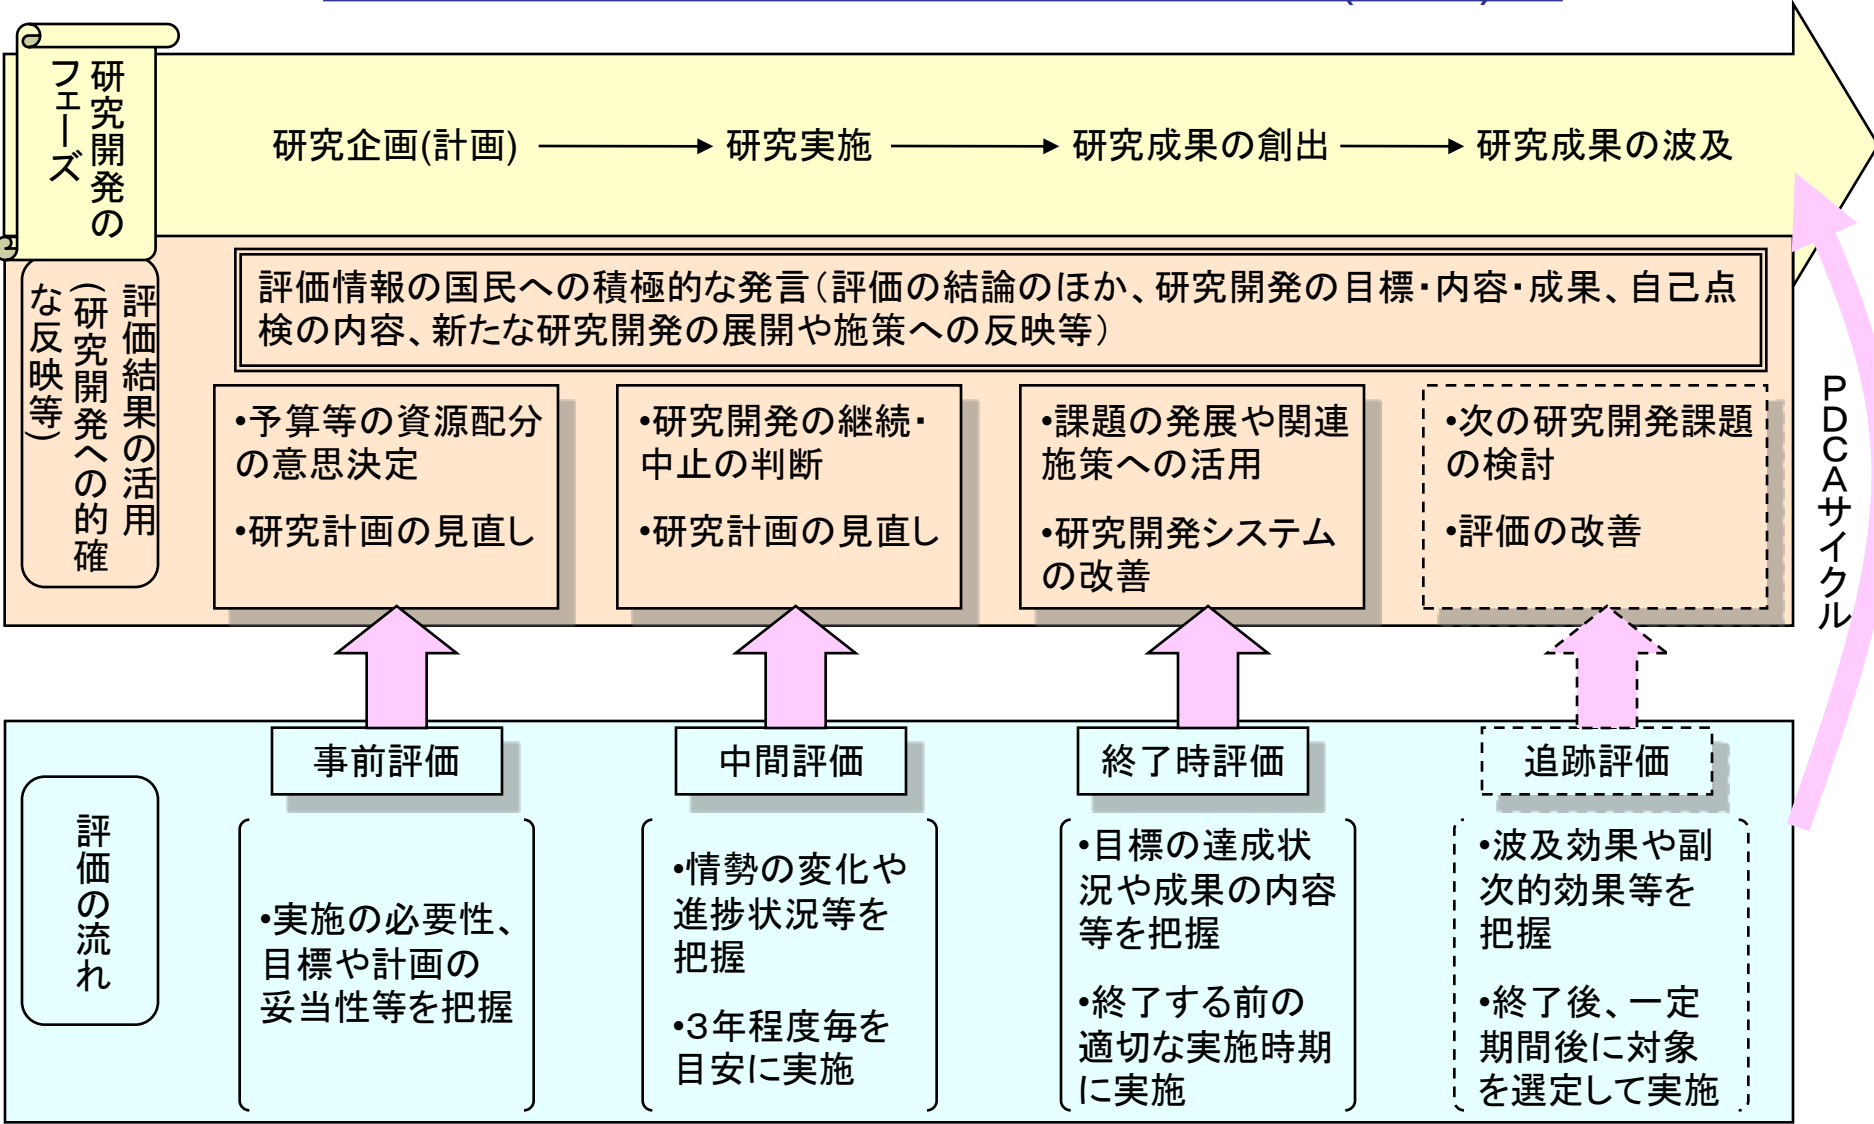 研究開発の
フェーズ
研究企画(計画)
研究実施
研究成果の創出
研究成果の波及
評価結果の活用
(研究開発への的確
な反映等)
評価情報の国民への積極的な発言(評価の結論のほか、研究開発の目標・内容・成果、自己点
検の内容、新たな研究開発の展開や施策への反映等)
•予算等の資源配分
の意思決定
•研究計画の見直し
•研究開発の継続・
中止の判断
•研究計画の見直し
•課題の発展や関連
施策への活用
•研究開発システム
の改善
•次の研究開発課題
の検討
•評価の改善
PDCAサイクル
評価の流れ
事前評価
•実施の必要性、
目標や計画の
妥当性等を把握
中間評価
•情勢の変化や
進捗状況等を
把握
•3年程度毎を
目安に実施
終了時評価
•目標の達成状
況や成果の内容
等を把握
•終了する前の
適切な実施時期
に実施
追跡評価
•波及効果や副
次的効果等を
把握
•終了後、一定
期間後に対象
を選定して実施